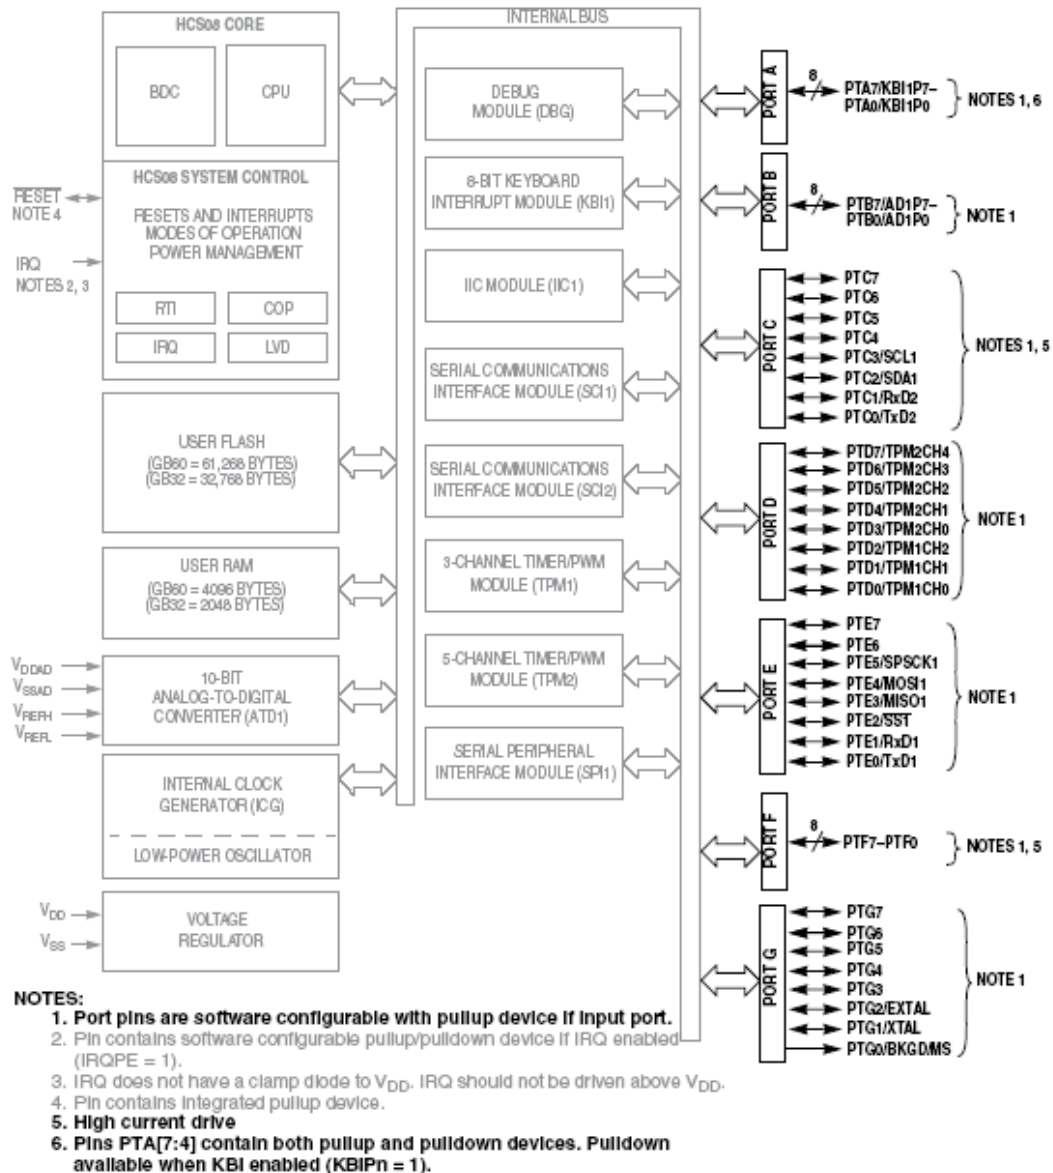 HCS08 CORE
BDC
CPU
HCS08 SYSTEM CONTROL
RESETS AND INTERRUPTS
MODES OF OPERATION
POWER MANAGEMENT
RTI
COP
IRQ
LVD
RESET
NOTE 4
IRQ
NOTES 2, 3
USER FLASH
(GB60 = 61,268 BYTES)
(GB32 = 32,768 BYTES)
USER RAM
(GB60 = 4096 BYTES)
(GB32 = 2048 BYTES)
VDDAD
VSSAD
VREFH
VREFL
10-BIT
ANALOG-TO-DIGITAL
CONVERTER (ATD1)
INTERNAL CLOCK
GENERATOR (ICG)
LOW-POWER OSCILLATOR
VDD
VSS
VOLTAGE
REGULATOR
INTERNAL BUS
DEBUG
MODULE (DBG)
8-BIT KEYBOARD
INTERRUPT MODULE (KBI1)
IIC MODULE (IIC1)
SERIAL COMMUNICATIONS
INTERFACE MODULE (SCI1)
SERIAL COMMUNICATIONS
INTERFACE MODULE (SCI2)
3-CHANNEL TIMER/PWM
MODULE (TPM1)
5-CHANNEL TIMER/PWM
MODULE (TPM2)
SERIAL PERIPHERAL
INTERFACE MODULE (SPI1)
PORT A
8
PTA7/KBI1P7–
PTA0/KBI1P0
NOTES 1, 6
PORT B
8
PTB7/AD1P7–
PTB0/AD1P0
NOTE 1
PORT C
PTC7
PTC6
PTC5
PTC4
PTC3/SCL1
PTC2/SDA1
PTC1/RxD2
PTC0/TxD2
NOTES 1, 5
PORT D
PTD7/TPM2CH4
PTD6/TPM2CH3
PTD5/TPM2CH2
PTD4/TPM2CH1
PTD3/TPM2CH0
PTD2/TPM1CH2
PTD1/TPM1CH1
PTD0/TPM1CH0
NOTE 1
PORT E
PTE7
PTE6
PTE5/SPSCK1
PTE4/MOSI1
PTE3/MISO1
PTE2/SS1
PTE1/RxD1
PTE0/TxD1
NOTE 1
PORT F
8
PTF7–PTF0
NOTES 1, 5
PORT G
PTG7
PTG6
PTG5
PTG4
PTG3
PTG2/EXTAL
PTG1/XTAL
PTG0/BKGD/MS
NOTE 1
NOTES:
1. Port pins are software configurable with pullup device if input port.
2. Pin contains software configurable pullup/pulldown device if IRQ enabled
(IRQPE = 1).
3. IRQ does not have a clamp diode to VDD. IRQ should not be driven above VDD.
4. Pin contains integrated pullup device.
5. High current drive
6. Pins PTA[7:4] contain both pullup and pulldown devices. Pulldown
available when KBI enabled (KBIPn = 1).